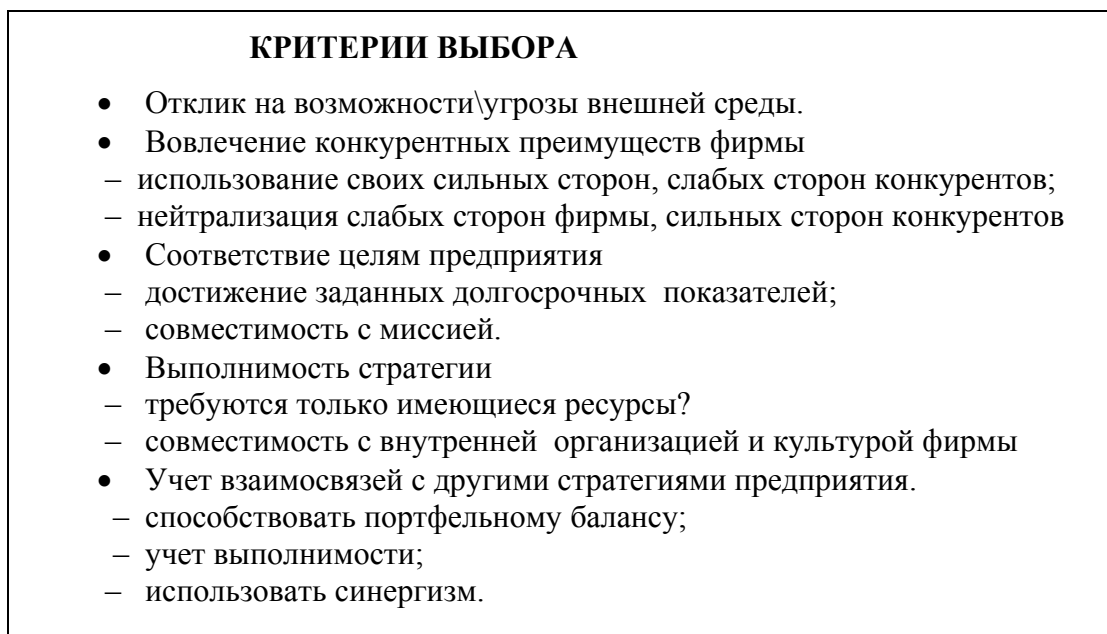 КРИТЕРИИ ВЫБОРА
• Отклик на возможности\угрозы внешней среды.
• Вовлечение конкурентных преимуществ фирмы
– использование своих сильных сторон, слабых сторон конкурентов;
– нейтрализация слабых сторон фирмы, сильных сторон конкурентов
• Соответствие целям предприятия
– достижение заданных долгосрочных показателей;
– совместимость с миссией.
• Выполнимость стратегии
– требуются только имеющиеся ресурсы?
– совместимость с внутренней организацией и культурой фирмы
• Учет взаимосвязей с другими стратегиями предприятия.
– способствовать портфельному балансу;
– учет выполнимости;
– использовать синергизм.